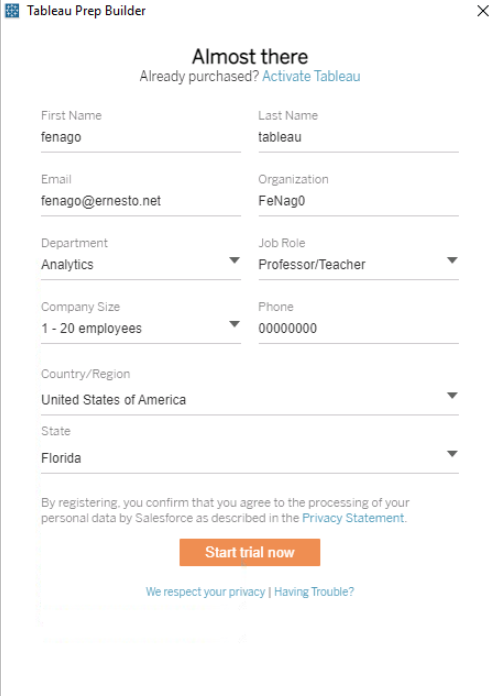 Tableau Prep Builder
Almost there
Already purchased? Activate Tableau
First Name
fenago
Last Name
tableau
Email
fenago@ernesto.net
Organization
FeNag0
Department
Analytics
Job Role
Professor/Teacher
Company Size
1 - 20 employees
Phone
00000000
Country/Region
United States of America
State
Florida
By registering, you confirm that you agree to the processing of your
personal data by Salesforce as described in the Privacy Statement.
Start trial now
We respect your privacy | Having Trouble?